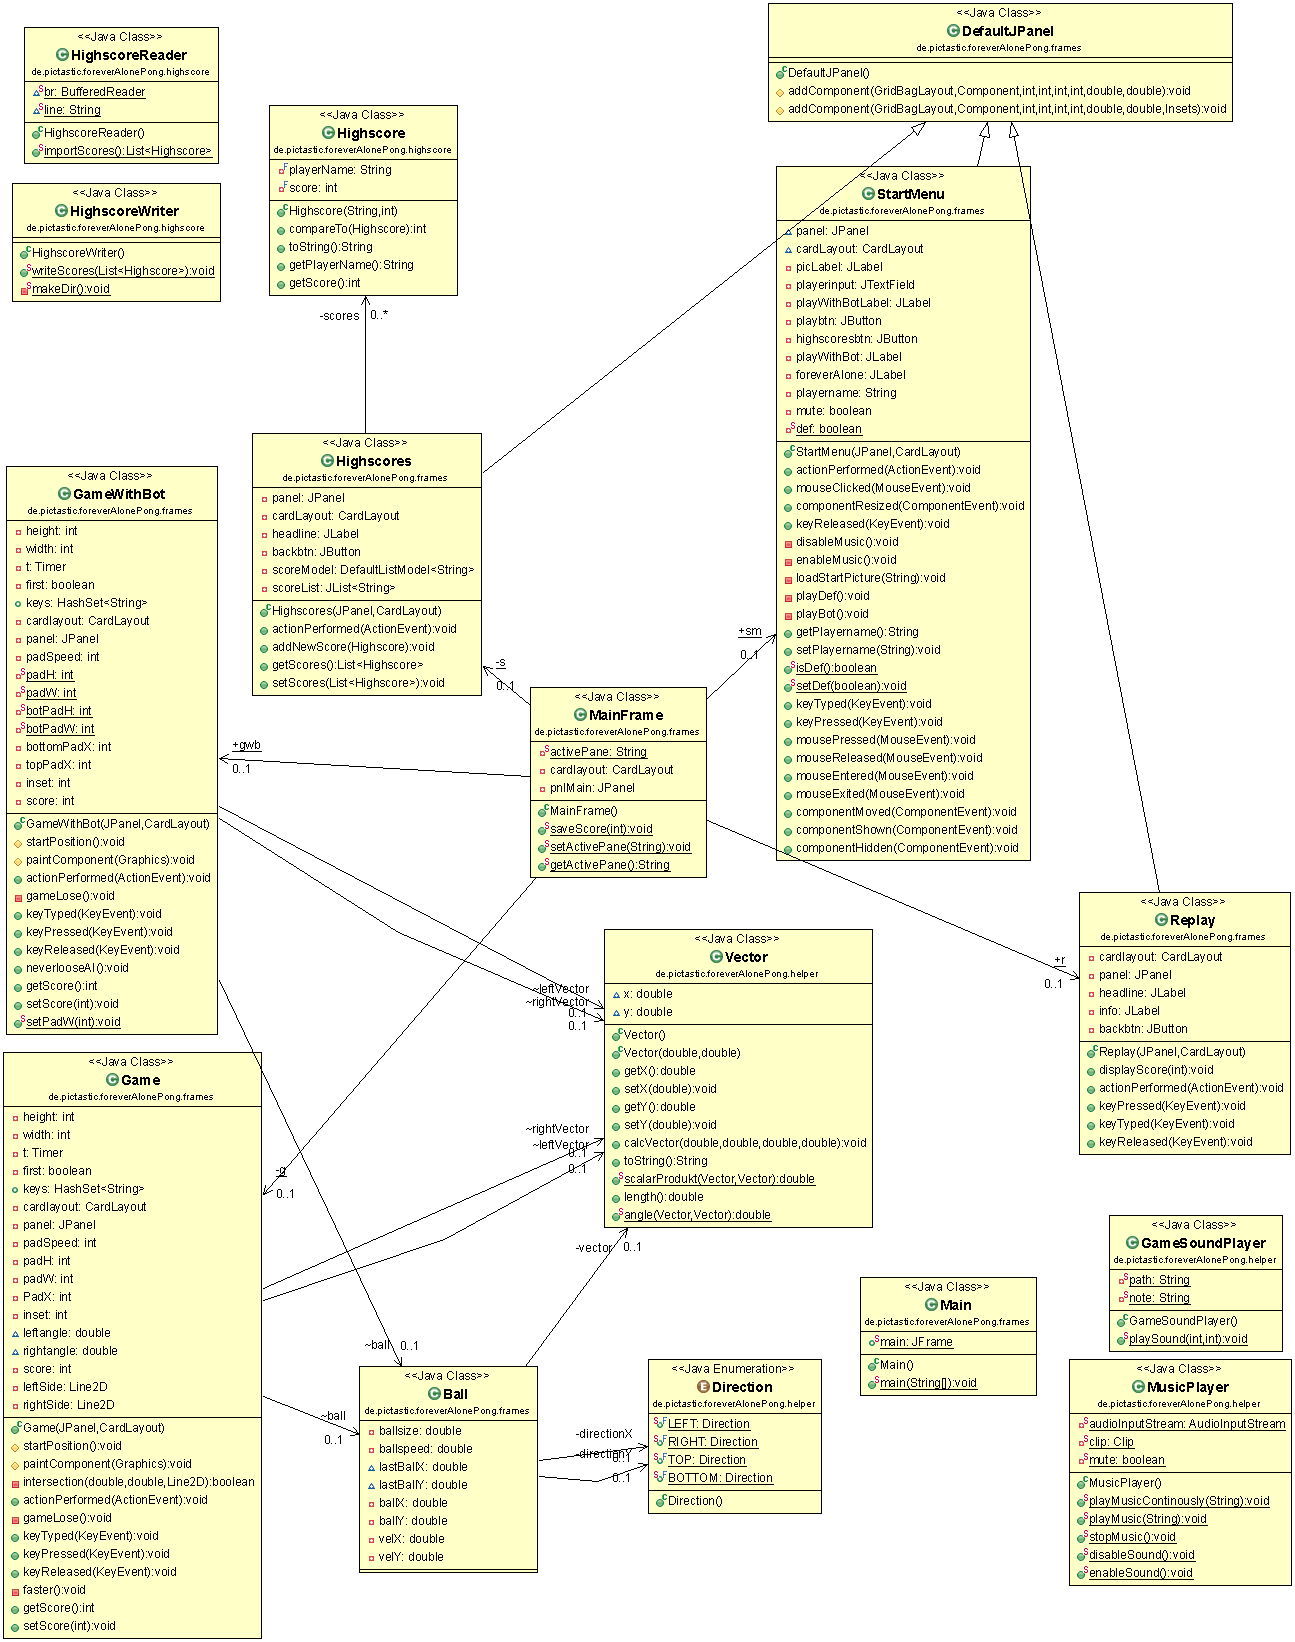 <<Java Class>>
HighscoreReader
de.pictastic.foreverAlonePong.highscore
br: BufferedReader
line: String
HighscoreReader()
importScores():List<Highscore>
<<Java Class>>
HighscoreWriter
de.pictastic.foreverAlonePong.highscore
HighscoreWriter()
writeScores(List<Highscore>):void
makeDir():void
<<Java Class>>
Highscore
de.pictastic.foreverAlonePong.highscore
playerName: String
score: int
Highscore(String,int)
compareTo(Highscore):int
toString():String
getPlayerName():String
getScore():int
-scores 0..*
<<Java Class>>
DefaultJPanel
de.pictastic.foreverAlonePong.frames
DefaultJPanel()
addComponent(GridBagLayout,Component,int,int,int,int,double,double):void
addComponent(GridBagLayout,Component,int,int,int,int,double,double,Insets):void
<<Java Class>>
StartMenu
de.pictastic.foreverAlonePong.frames
panel: JPanel
cardLayout: CardLayout
picLabel: JLabel
playerinput: JTextField
playWithBotLabel: JLabel
playbtn: JButton
highscoresbtn: JButton
playWithBot: JLabel
foreverAlone: JLabel
playername: String
mute: boolean
def: boolean
StartMenu(JPanel,CardLayout)
actionPerformed(ActionEvent):void
mouseClicked(MouseEvent):void
componentResized(ComponentEvent):void
keyReleased(KeyEvent):void
disableMusic():void
enableMusic():void
loadStartPicture(String):void
playDef():void
playBot():void
getPlayername():String
setPlayername(String):void
isDef():boolean
setDef(boolean):void
keyTyped(KeyEvent):void
keyPressed(KeyEvent):void
mousePressed(MouseEvent):void
mouseReleased(MouseEvent):void
mouseEntered(MouseEvent):void
mouseExited(MouseEvent):void
componentMoved(ComponentEvent):void
componentShown(ComponentEvent):void
componentHidden(ComponentEvent):void
<<Java Class>>
Highscores
de.pictastic.foreverAlonePong.frames
panel: JPanel
cardLayout: CardLayout
headline: JLabel
backbtn: JButton
scoreModel: DefaultListModel<String>
scoreList: JList<String>
Highscores(JPanel,CardLayout)
actionPerformed(ActionEvent):void
addNewScore(Highscore):void
getScores():List<Highscore>
setScores(List<Highscore>):void
<<Java Class>>
GameWithBot
de.pictastic.foreverAlonePong.frames
height: int
width: int
t: Timer
first: boolean
keys: HashSet<String>
cardlayout: CardLayout
panel: JPanel
padSpeed: int
padH: int
padW: int
botPadH: int
botPadW: int
bottomPadX: int
topPadX: int
inset: int
score: int
GameWithBot(JPanel,CardLayout)
startPosition():void
paintComponent(Graphics):void
actionPerformed(ActionEvent):void
gameLose():void
keyTyped(KeyEvent):void
keyPressed(KeyEvent):void
keyReleased(KeyEvent):void
neverlooseAI():void
getScore():int
setScore(int):void
setPadW(int):void
+sm
0..1
-s
0..1
+gwb
0..1
<<Java Class>>
MainFrame
de.pictastic.foreverAlonePong.frames
activePane: String
cardlayout: CardLayout
pnlMain: JPanel
MainFrame()
saveScore(int):void
setActivePane(String):void
getActivePane():String
+r
0..1
<<Java Class>>
Replay
de.pictastic.foreverAlonePong.frames
cardlayout: CardLayout
panel: JPanel
headline: JLabel
info: JLabel
backbtn: JButton
Replay(JPanel,CardLayout)
displayScore(int):void
actionPerformed(ActionEvent):void
keyPressed(KeyEvent):void
keyTyped(KeyEvent):void
keyReleased(KeyEvent):void
~leftVector
~rightVector
0..1
0..1
<<Java Class>>
Vector
de.pictastic.foreverAlonePong.helper
x: double
y: double
Vector()
Vector(double,double)
getX():double
setX(double):void
getY():double
setY(double):void
calcVector(double,double,double,double):void
toString():String
scalarProdukt(Vector,Vector):double
length():double
angle(Vector,Vector):double
~rightVector
~leftVector
0..1
0..1
-g
0..1
-vector 0..1
<<Java Class>>
Game
de.pictastic.foreverAlonePong.frames
height: int
width: int
t: Timer
first: boolean
keys: HashSet<String>
cardlayout: CardLayout
panel: JPanel
padSpeed: int
padH: int
padW: int
PadX: int
inset: int
leftangle: double
rightangle: double
score: int
leftSide: Line2D
rightSide: Line2D
Game(JPanel,CardLayout)
startPosition():void
paintComponent(Graphics):void
intersection(double,double,Line2D):boolean
actionPerformed(ActionEvent):void
gameLose():void
keyTyped(KeyEvent):void
keyPressed(KeyEvent):void
keyReleased(KeyEvent):void
faster():void
getScore():int
setScore(int):void
~ball 0..1
~ball
0..1
<<Java Class>>
Ball
de.pictastic.foreverAlonePong.frames
ballsize: double
ballspeed: double
lastBallX: double
lastBallY: double
ballX: double
ballY: double
velX: double
velY: double
-directionX
0..1
-directionY
0..1
<<Java Enumeration>>
Direction
de.pictastic.foreverAlonePong.helper
LEFT: Direction
RIGHT: Direction
TOP: Direction
BOTTOM: Direction
Direction()
<<Java Class>>
Main
de.pictastic.foreverAlonePong.frames
main: JFrame
Main()
main(String[]):void
<<Java Class>>
GameSoundPlayer
de.pictastic.foreverAlonePong.helper
path: String
note: String
GameSoundPlayer()
playSound(int,int):void
<<Java Class>>
MusicPlayer
de.pictastic.foreverAlonePong.helper
audioInputStream: AudioInputStream
clip: Clip
mute: boolean
MusicPlayer()
playMusicContinously(String):void
playMusic(String):void
stopMusic():void
disableSound():void
enableSound():void